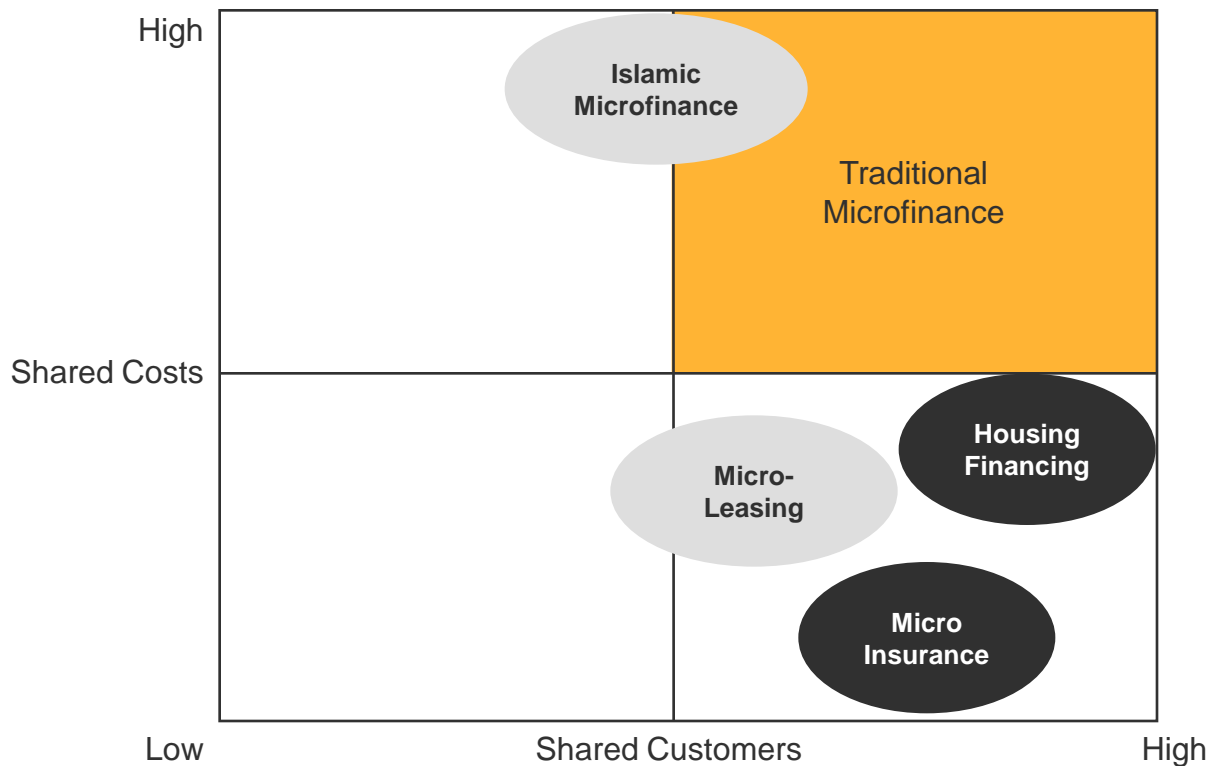 High
Islamic
Microfinance
Traditional
Microfinance
Shared Costs
Housing
Financing
Micro-
Leasing
Micro
Insurance
Low
Shared Customers
High